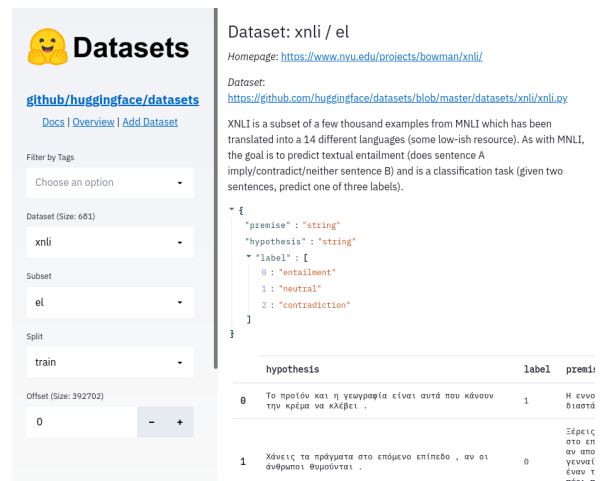 Datasets
github/huggingface/datasets
Docs | Overview | Add Dataset
Filter by Tags
Choose an option
Dataset (Size: 681)
xnli
Subset
el
Split
train
Offset (Size: 392702)
0
- +
Dataset: xnli / el
Homepage: https://www.nyu.edu/projects/bowman/xnli/
Dataset:
https://github.com/huggingface/datasets/blob/master/datasets/xnli/xnli.py
XNLI is a subset of a few thousand examples from MNLI which has been
translated into a 14 different languages (some low-ish resource). As with MNLI,
the goal is to predict textual entailment (does sentence A
imply/contradict/neither sentence B) and is a classification task (given two
sentences, predict one of three labels).
{
"premise" : "string"
"hypothesis" : "string"
"label" : [
0 : "entailment"
1 : "neutral"
2 : "contradiction"
]
}
hypothesis label
0 Το προϊόν και η γεωγραφία είναι αυτά που κάνουν 1 Η
την κρέμα να κλέβει .
Ξέρεις
στο
αν
1 Χάνεις τα πράγματα στο επόμενο επίπεδο , αν οι 0
άνθρωποι θυμούνται .
έναν